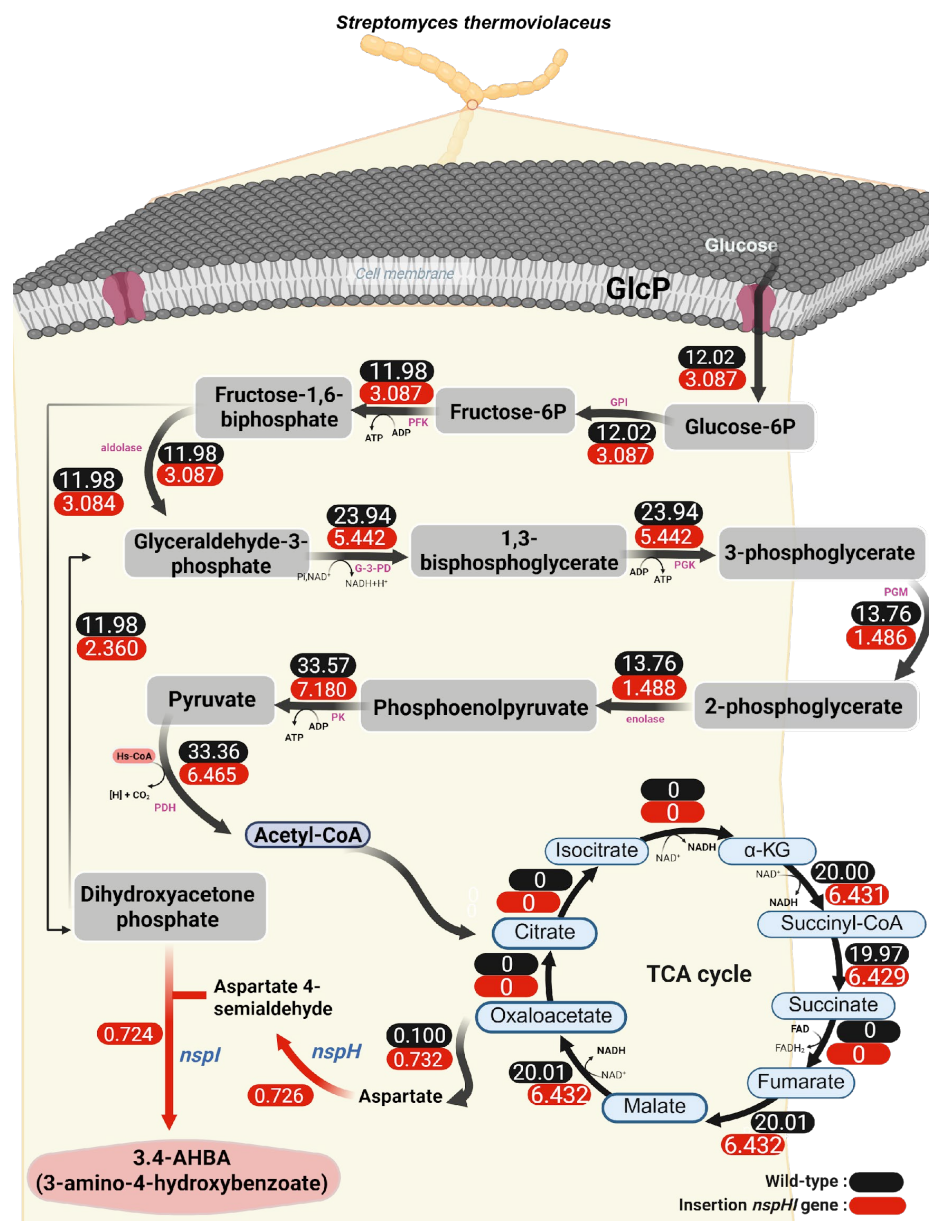 Streptomyces thermoviolaceus
Glucose
Cell membrane
GlcP
12.02
3.087
11.98
3.087
Fructose-1,6-
biphosphate
PFK
ATP
ADP
Fructose-6P
GPI
12.02
3.087
Glucose-6P
aldolase
11.98
3.087
11.98
3.084
Glyceraldehyde-3-
phosphate
23.94
5.442
G-3-PD
Pi,NAD+
NADH+H+
1,3-
bisphosphoglycerate
23.94
5.442
PGK
ADP
ATP
3-phosphoglycerate
PGM
13.76
1.486
11.98
2.360
Pyruvate
33.57
7.180
PK
ADP
ATP
Phosphoenolpyruvate
13.76
1.488
enolase
2-phosphoglycerate
Hs-CoA
33.36
6.465
[H] + CO2
PDH
Acetyl-CoA
0
0
Isocitrate
NAD+
NADH
α-KG
NAD+
NADH
20.00
6.431
Succinyl-CoA
Dihydroxyacetone
phosphate
0
0
0
0
Citrate
19.97
6.429
TCA cycle
0
0
Succinate
Aspartate 4-
semialdehyde
Oxaloacetate
FAD
FADH2
0
0
0.724
nspI
nspH
0.100
0.732
NADH
NAD+
20.01
6.432
Fumarate
0.726
Aspartate
Malate
20.01
6.432
3.4-AHBA
(3-amino-4-hydroxybenzoate)
Wild-type :
Insertion nspHI gene :